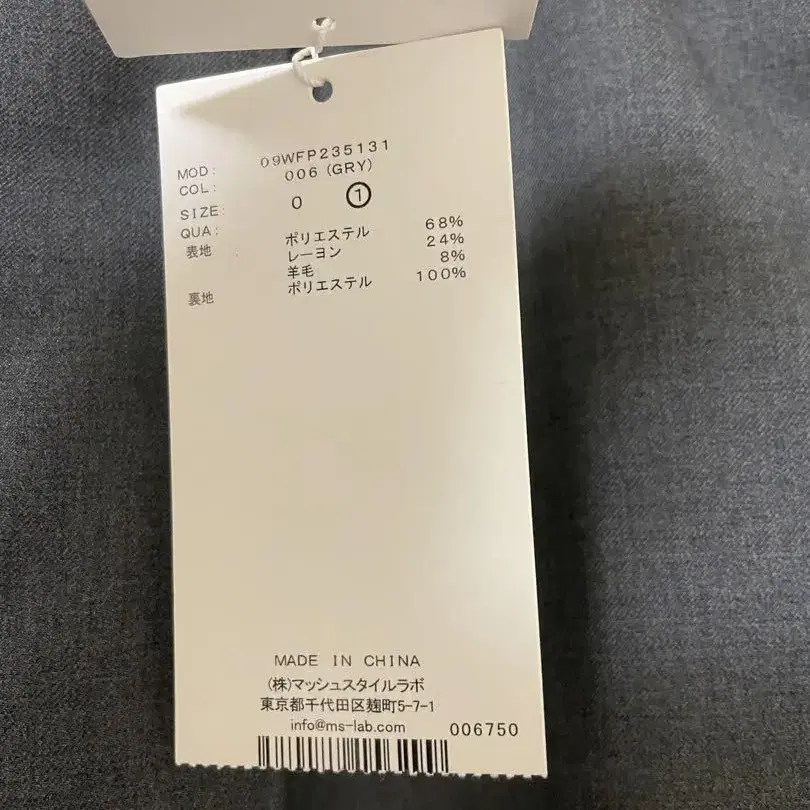 MOD: 09WFP235131
COL: 006 (GRY)
SIZE: 0 ①
QUA:
表地 ポリエステル 68%
レーヨン 24%
羊毛 8%
裏地 ポリエステル 100%
MADE IN CHINA
(株)マッシュスタイルラボ
東京都千代田区麹町5-7-1
info@ms-lab.com 006750